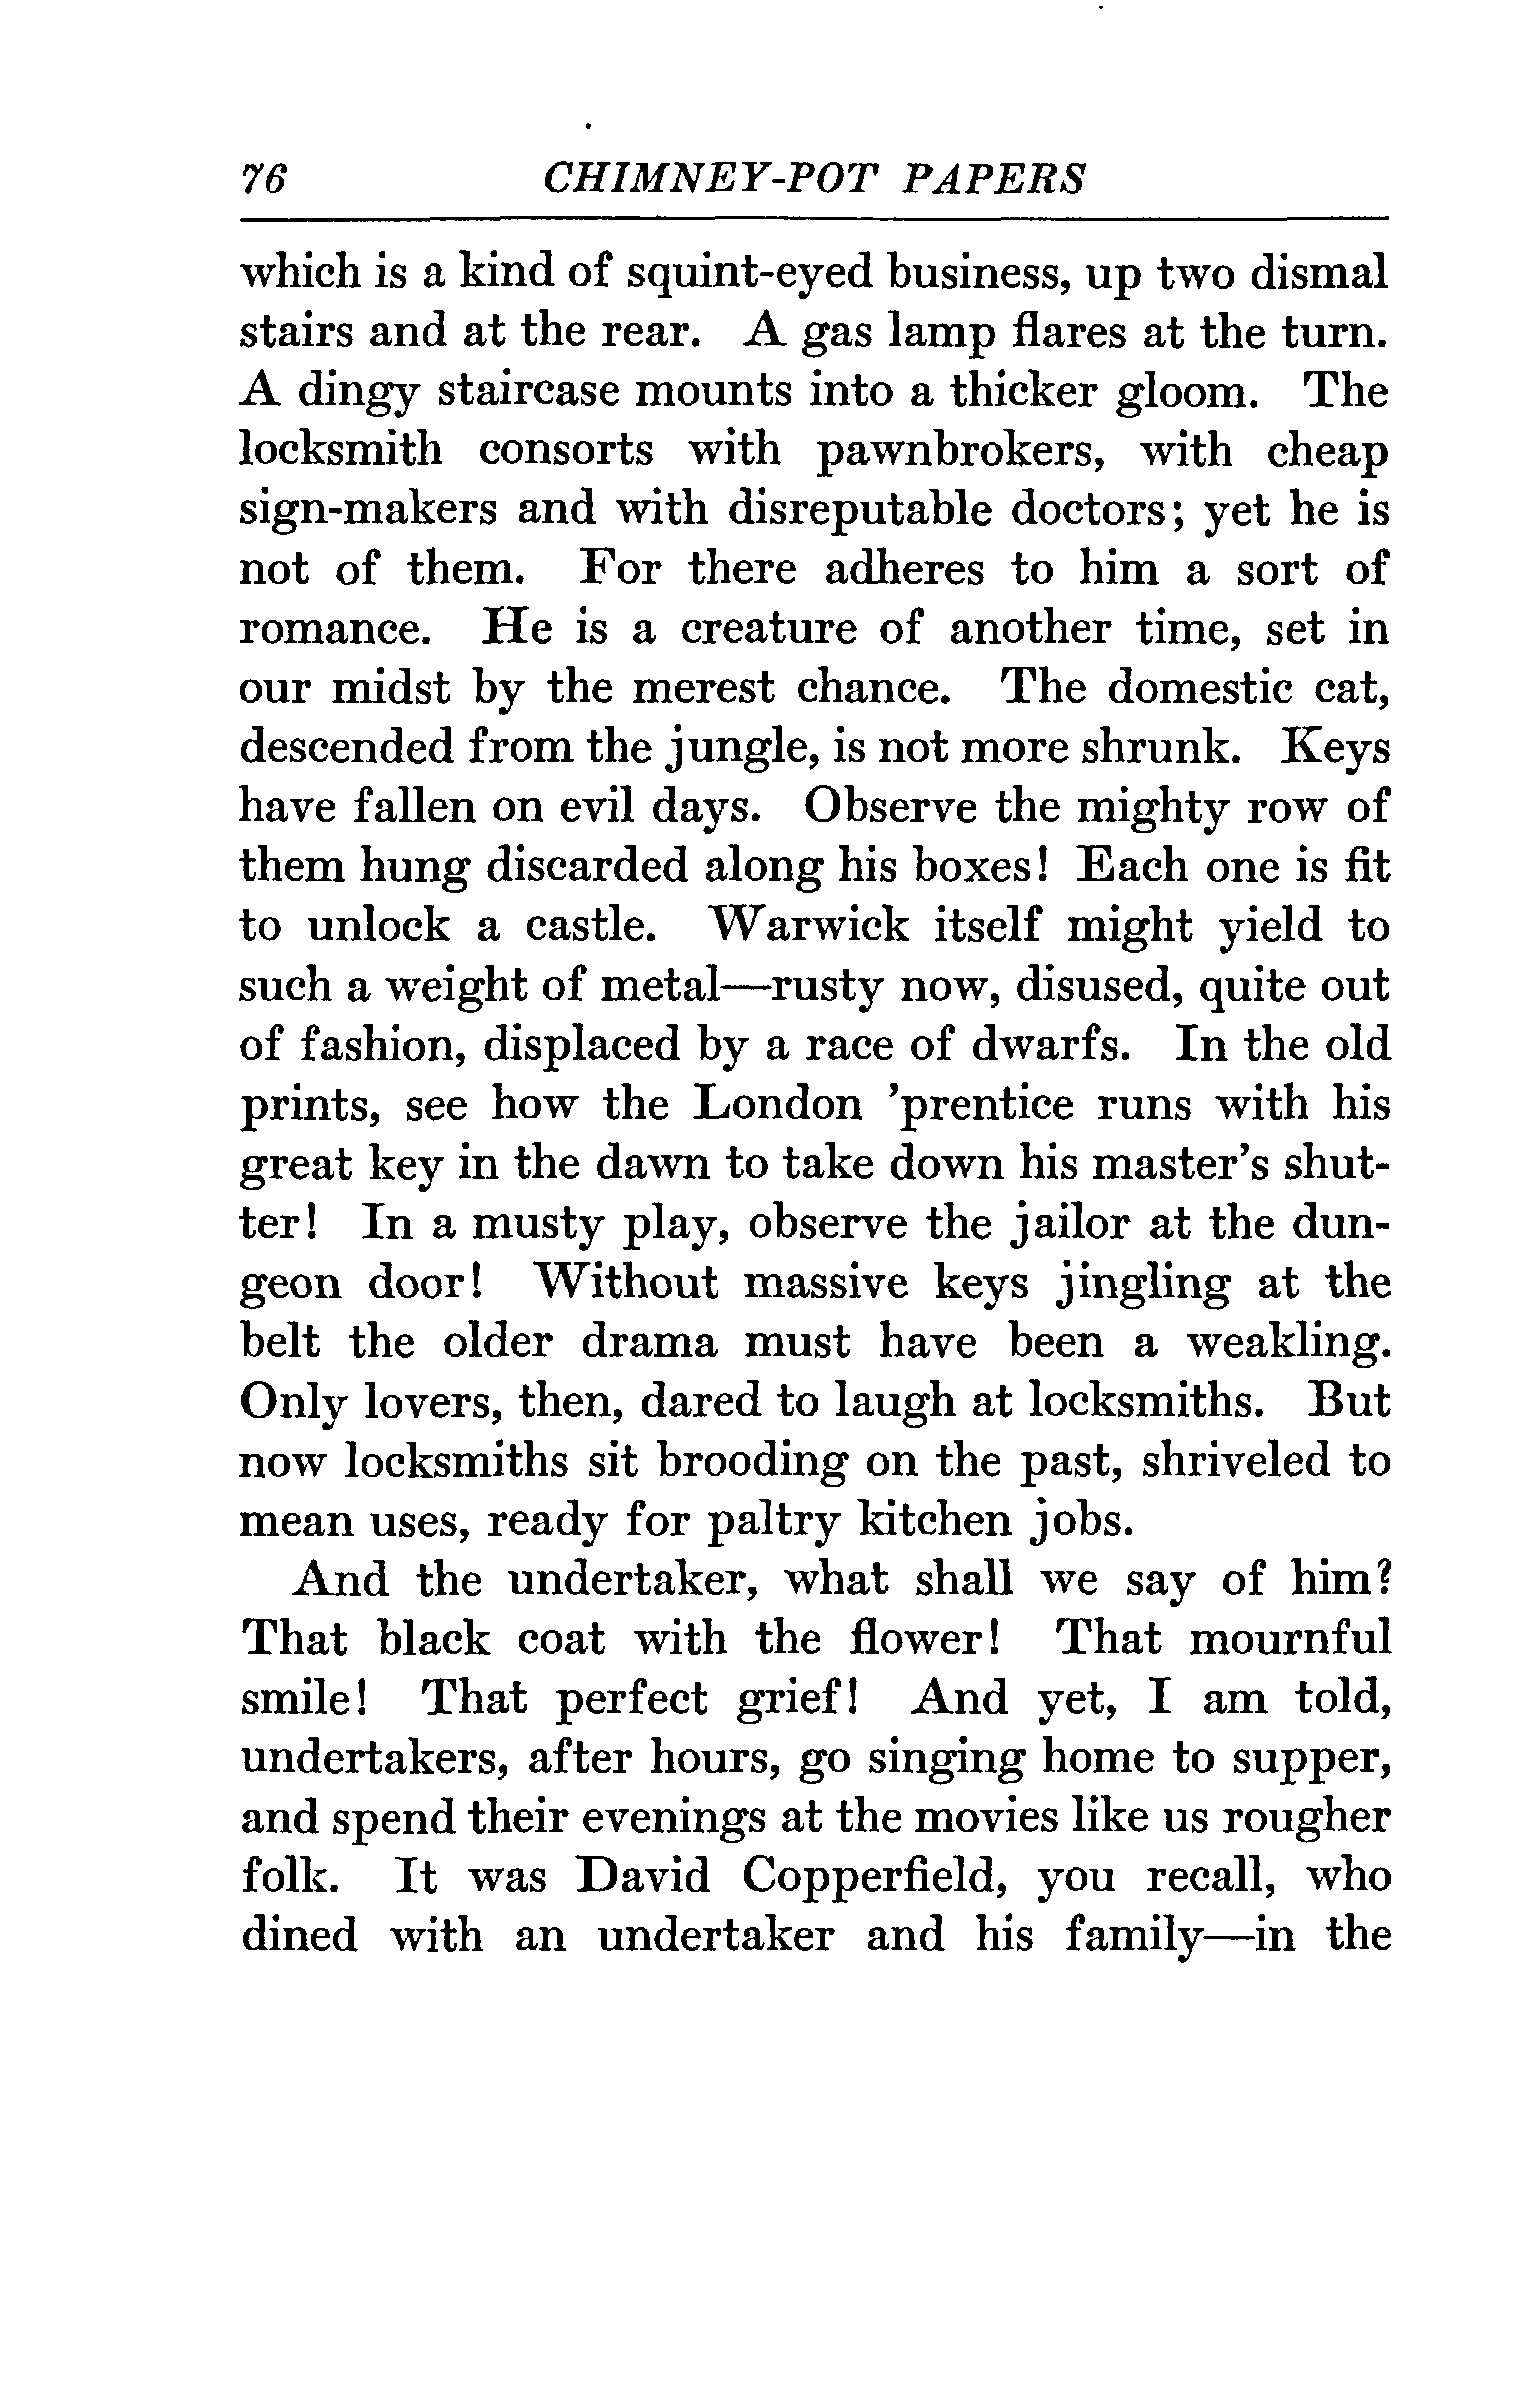 76 CHIMNEY-POT PAPERS
which is a kind of squint-eyed business, up two dismal
stairs and at the rear. A gas lamp flares at the turn.
A dingy staircase mounts into a thicker gloom. The
locksmith consorts with pawnbrokers, with cheap
sign-makers and with disreputable doctors; yet he is
not of them. For there adheres to him a sort of
romance. He is a creature of another time, set in
our midst by the merest chance. The domestic cat,
descended from the jungle, is not more shrunk. Keys
have fallen on evil days. Observe the mighty row of
them hung discarded along his boxes! Each one is fit
to unlock a castle. Warwick itself might yield to
such a weight of metal—rusty now, disused, quite out
of fashion, displaced by a race of dwarfs. In the old
prints, see how the London ’prentice runs with his
great key in the dawn to take down his master’s shut-
ter! In a musty play, observe the jailor at the dun-
geon door! Without massive keys jingling at the
belt the older drama must have been a weakling.
Only lovers, then, dared to laugh at locksmiths. But
now locksmiths sit brooding on the past, shriveled to
mean uses, ready for paltry kitchen jobs.
And the undertaker, what shall we say of him?
That black coat with the flower! That mournful
smile! That perfect grief! And yet, I am told,
undertakers, after hours, go singing home to supper,
and spend their evenings at the movies like us rougher
folk. It was David Copperfield, you recall, who
dined with an undertaker and his family—in the